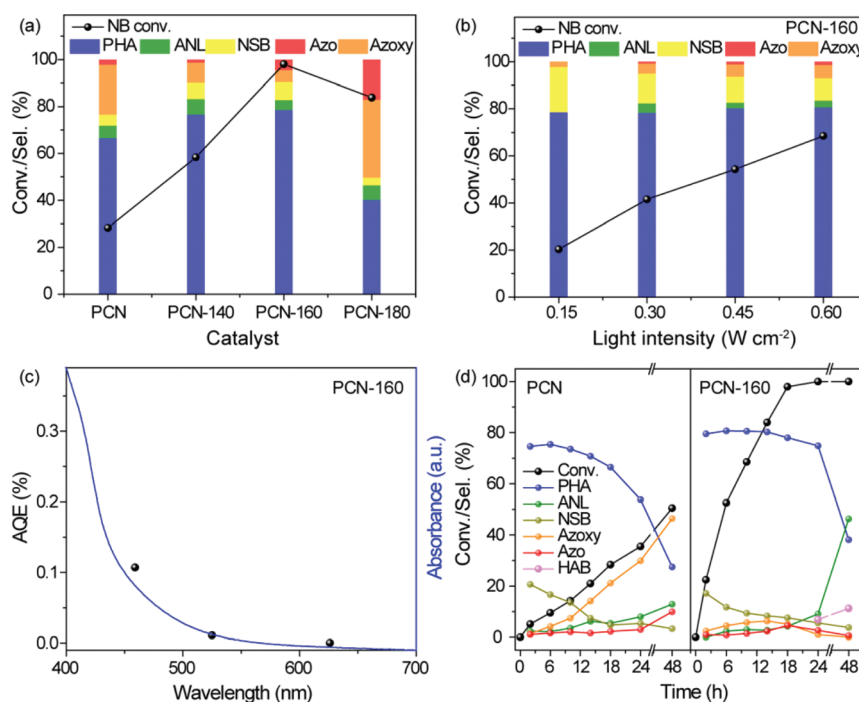 (a)
NB conv.
PHA ANL NSB Azo Azoxy
100
80
60
40
20
0
Conv./Sel. (%)
PCN PCN-140 PCN-160 PCN-180
Catalyst
(b)
NB conv. PCN-160
PHA ANL NSB Azo Azoxy
100
80
60
40
20
0
Conv./Sel. (%)
0.15 0.30 0.45 0.60
Light intensity (W cm⁻²)
(c)
PCN-160
0.3
0.2
0.1
0.0
AQE (%)
Absorbance (a.u.)
400 500 600 700
Wavelength (nm)
(d)
PCN PCN-160
100
80
60
40
20
0
Conv./Sel. (%)
Conv.
PHA
ANL
NSB
Azoxy
Azo
HAB
0 6 12 18 24 48 0 6 12 18 24 48
Time (h)